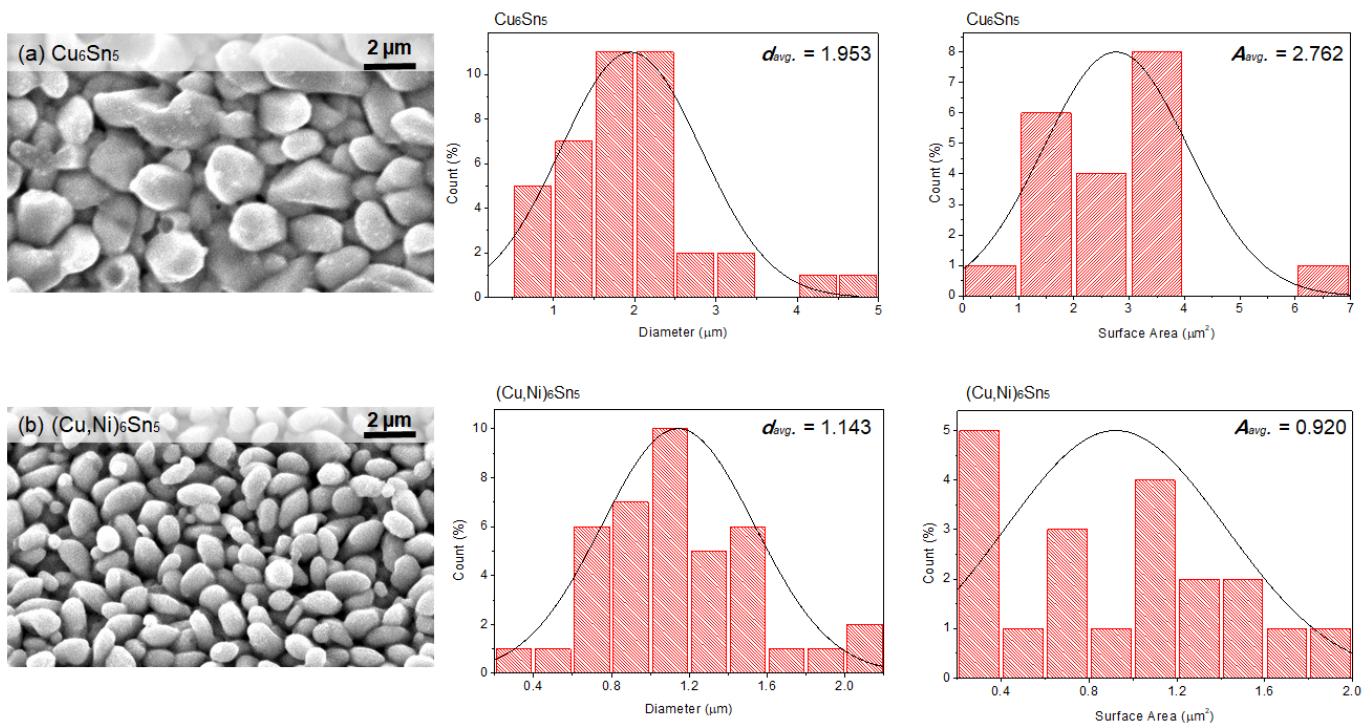 (a) Cu₆Sn₅
2 μm
Cu₆Sn₅
davg. = 1.953
10
8
6
4
2
0
Count (%)
1
2
3
4
5
Diameter (μm)
Cu₆Sn₅
Aavg. = 2.762
8
7
6
5
4
3
2
1
0
Count (%)
0
1
2
3
4
5
6
7
Surface Area (μm²)
(b) (Cu,Ni)₆Sn₅
2 μm
(Cu,Ni)₆Sn₅
davg. = 1.143
10
8
6
4
2
0
Count (%)
0.4
0.8
1.2
1.6
2.0
Diameter (μm)
(Cu,Ni)₆Sn₅
Aavg. = 0.920
5
4
3
2
1
0
Count (%)
0.4
0.8
1.2
1.6
2.0
Surface Area (μm²)